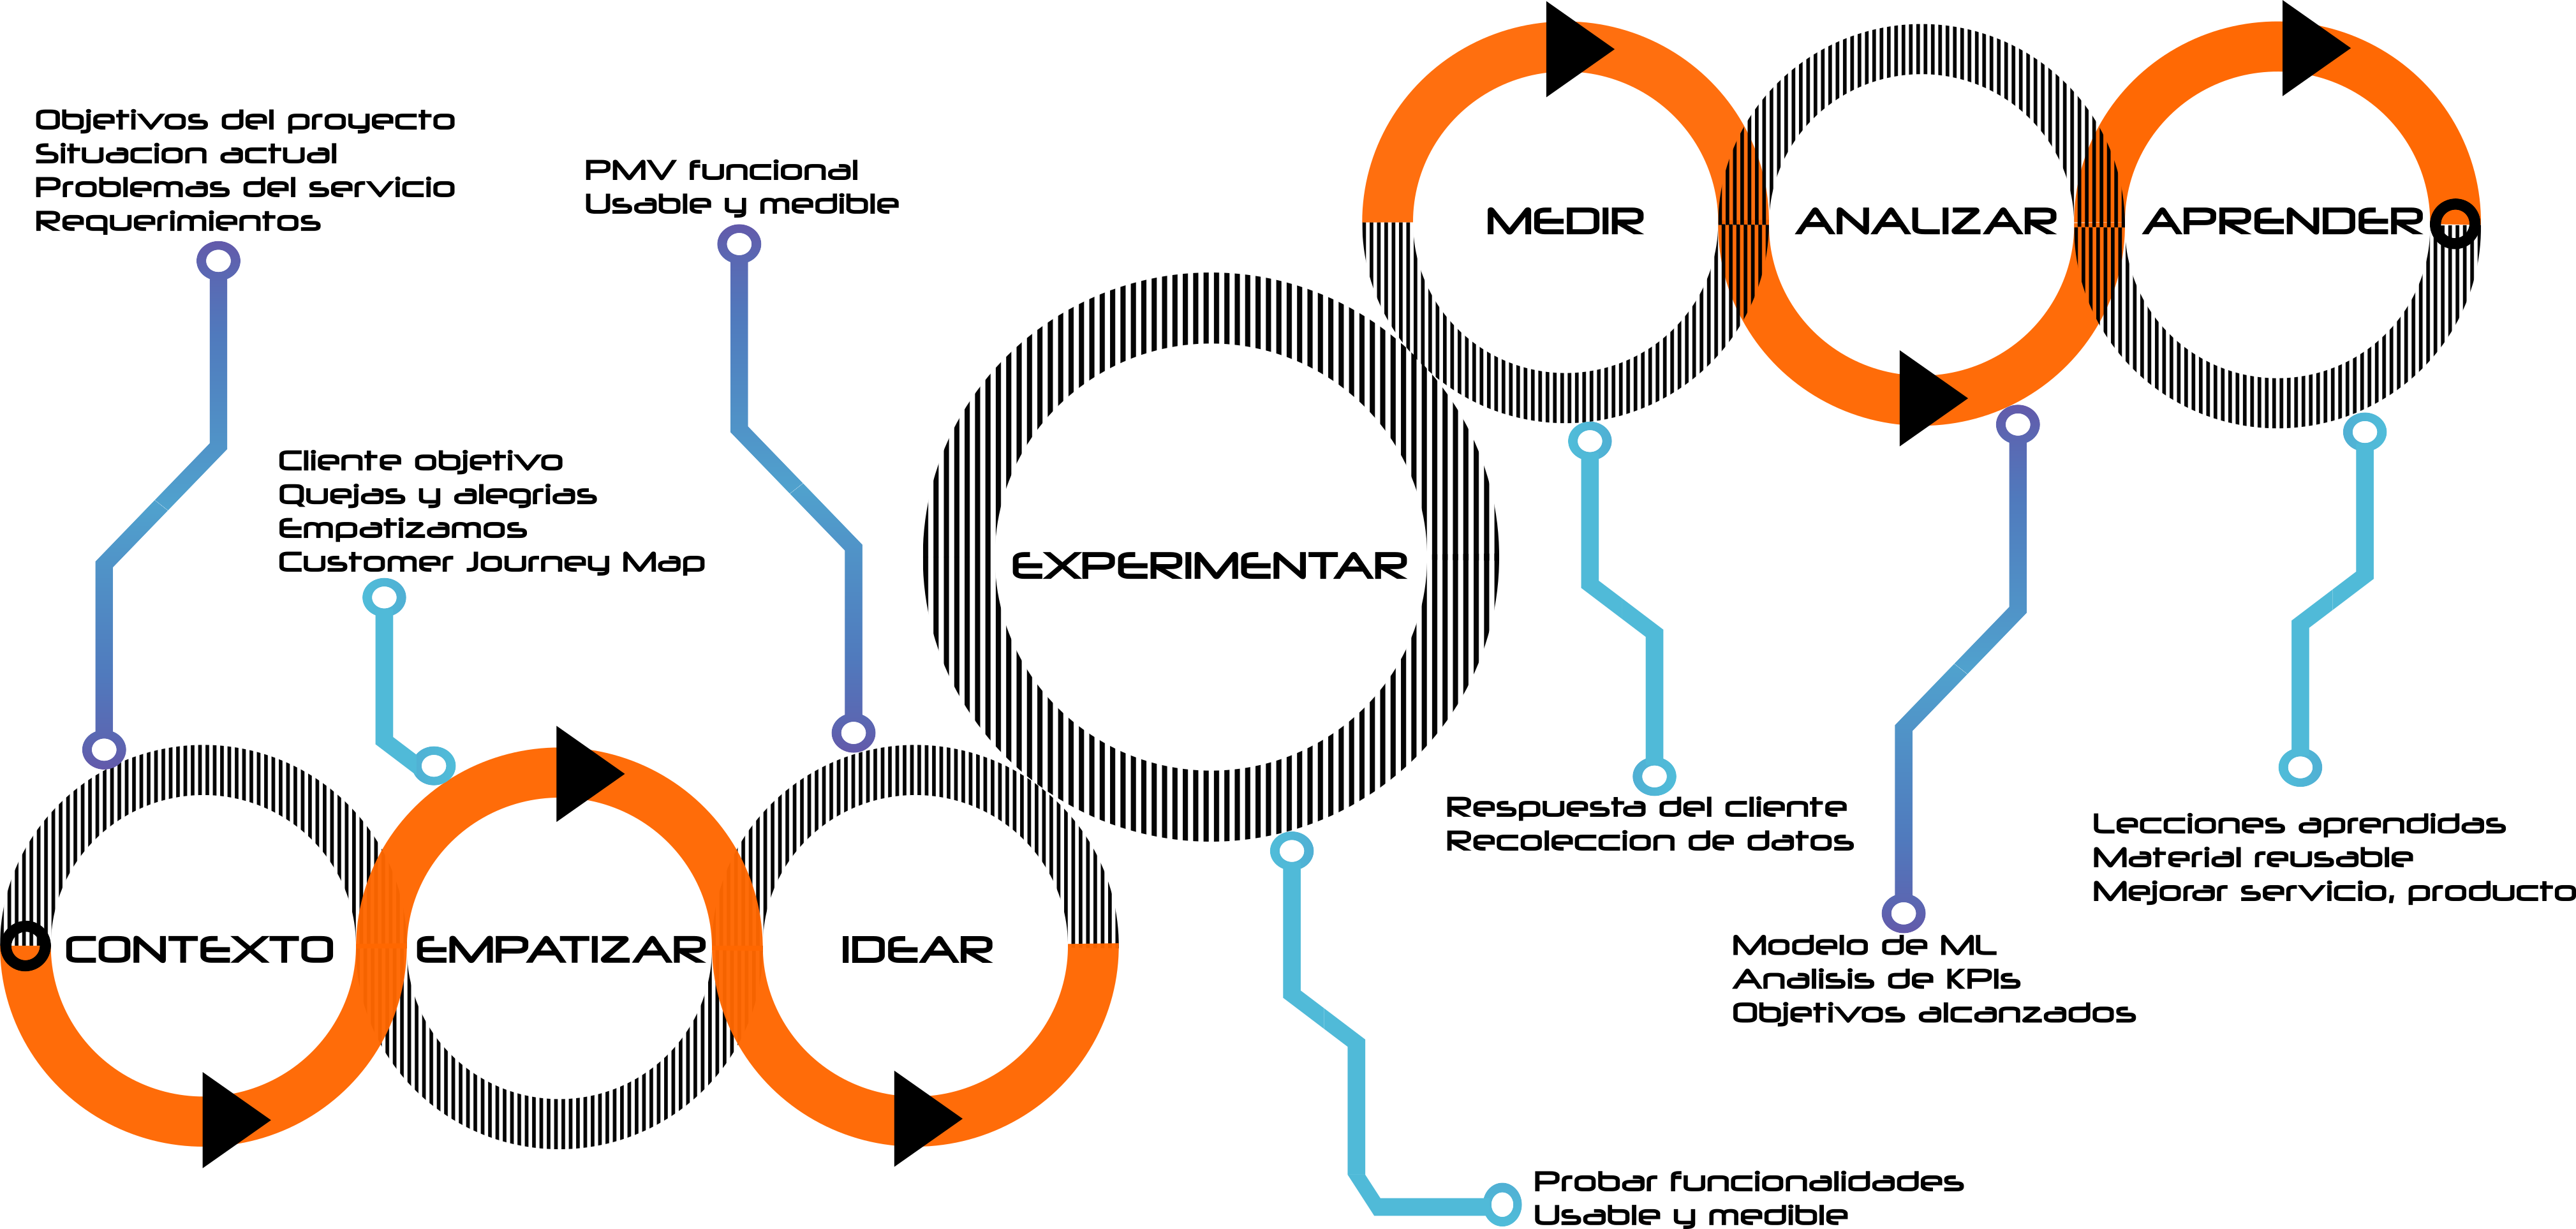 Objetivos del proyecto
Situacion actual
Problemas del servicio
Requerimientos
PMV funcional
Usable y medible
Cliente objetivo
Quejas y alegrias
Empatizamos
Customer Journey Map
CONTEXTO
EMPATIZAR
IDEAR
EXPERIMENTAR
MEDIR
ANALIZAR
APRENDER
Respuesta del cliente
Recoleccion de datos
Lecciones aprendidas
Material reusable
Mejorar servicio, producto
Modelo de ML
Analisis de KPIs
Objetivos alcanzados
Probar funcionalidades
Usable y medible